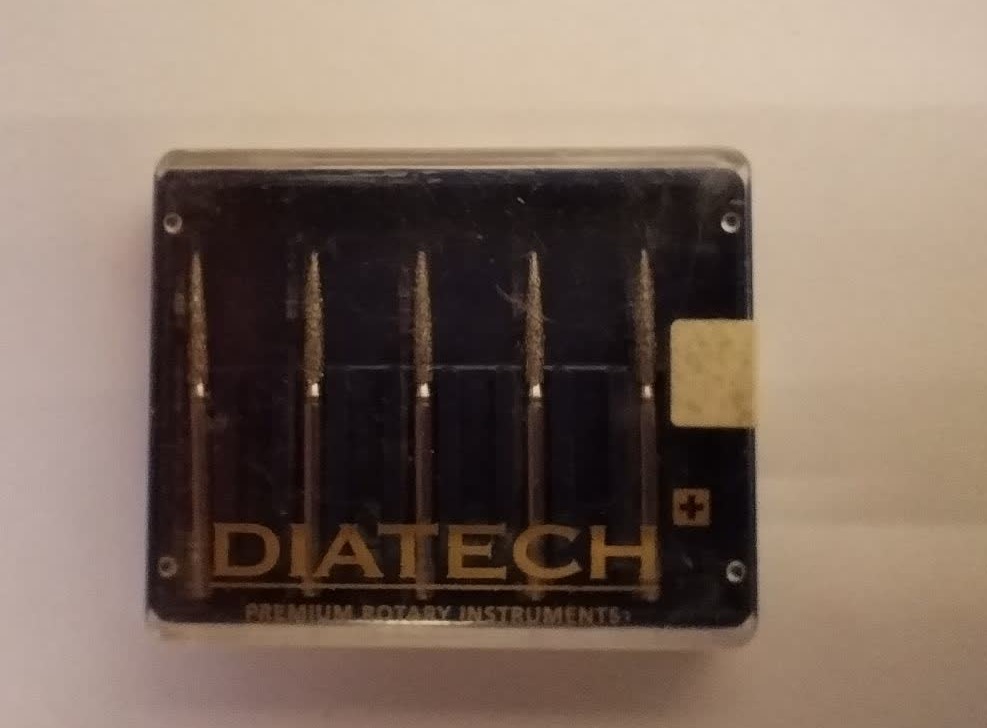 DIATECH
PREMIUM ROTARY INSTRUMENTS